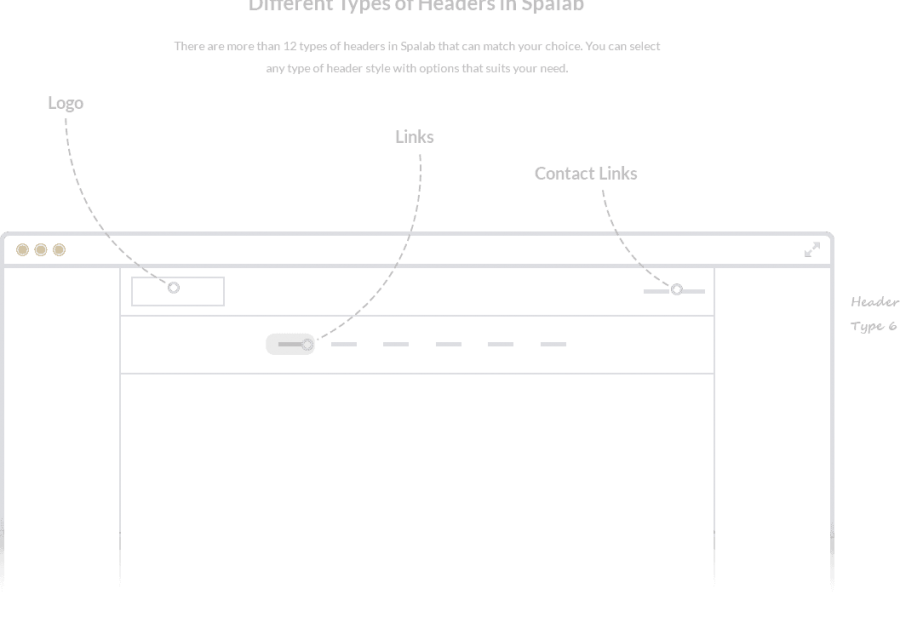 Different Types of Headers in Spalab
There are more than 12 types of headers in Spalab that can match your choice. You can select
any type of header style with options that suits your need.
Logo
Links
Contact Links
Header
Type 6